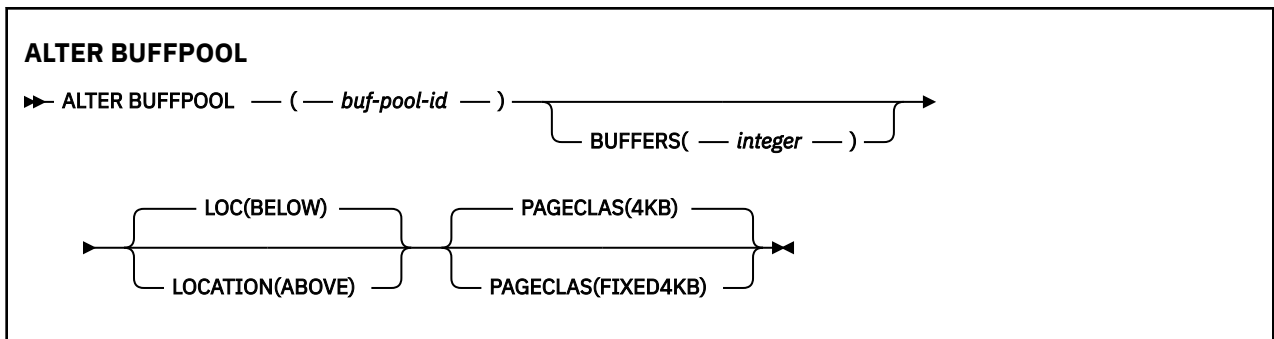 ALTER BUFFPOOL
ALTER BUFFPOOL ( buf-pool-id )
BUFFERS( integer )
LOC(BELOW) PAGECLAS(4KB)
LOCATION(ABOVE) PAGECLAS(FIXED4KB)